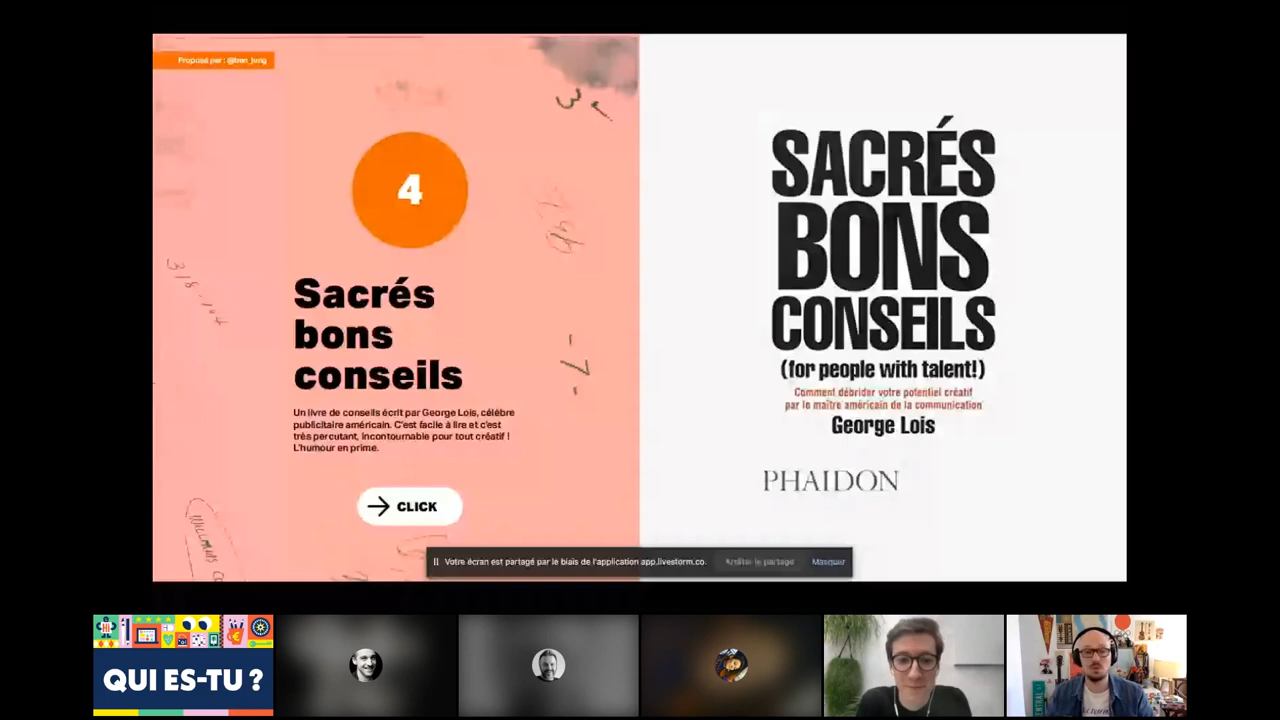 Proposé par : @ben_jung
4
Sacrés
bons
conseils
Un livre de conseils écrit par George Lois, célèbre
publicitaire américain. C'est facile à lire et c'est
très percutant, incontournable pour tout créatif !
L'humour en prime.
CLICK
SACRÉS
BONS
CONSEILS
(for people with talent!)
Comment débrider votre potentiel créatif
par le maître américain de la communication
George Lois
PHAIDON
Votre écran est partagé par le biais de l'application app.livestorm.co.
Arrêter le partage
Masquer
HI
QUI ES-TU ?